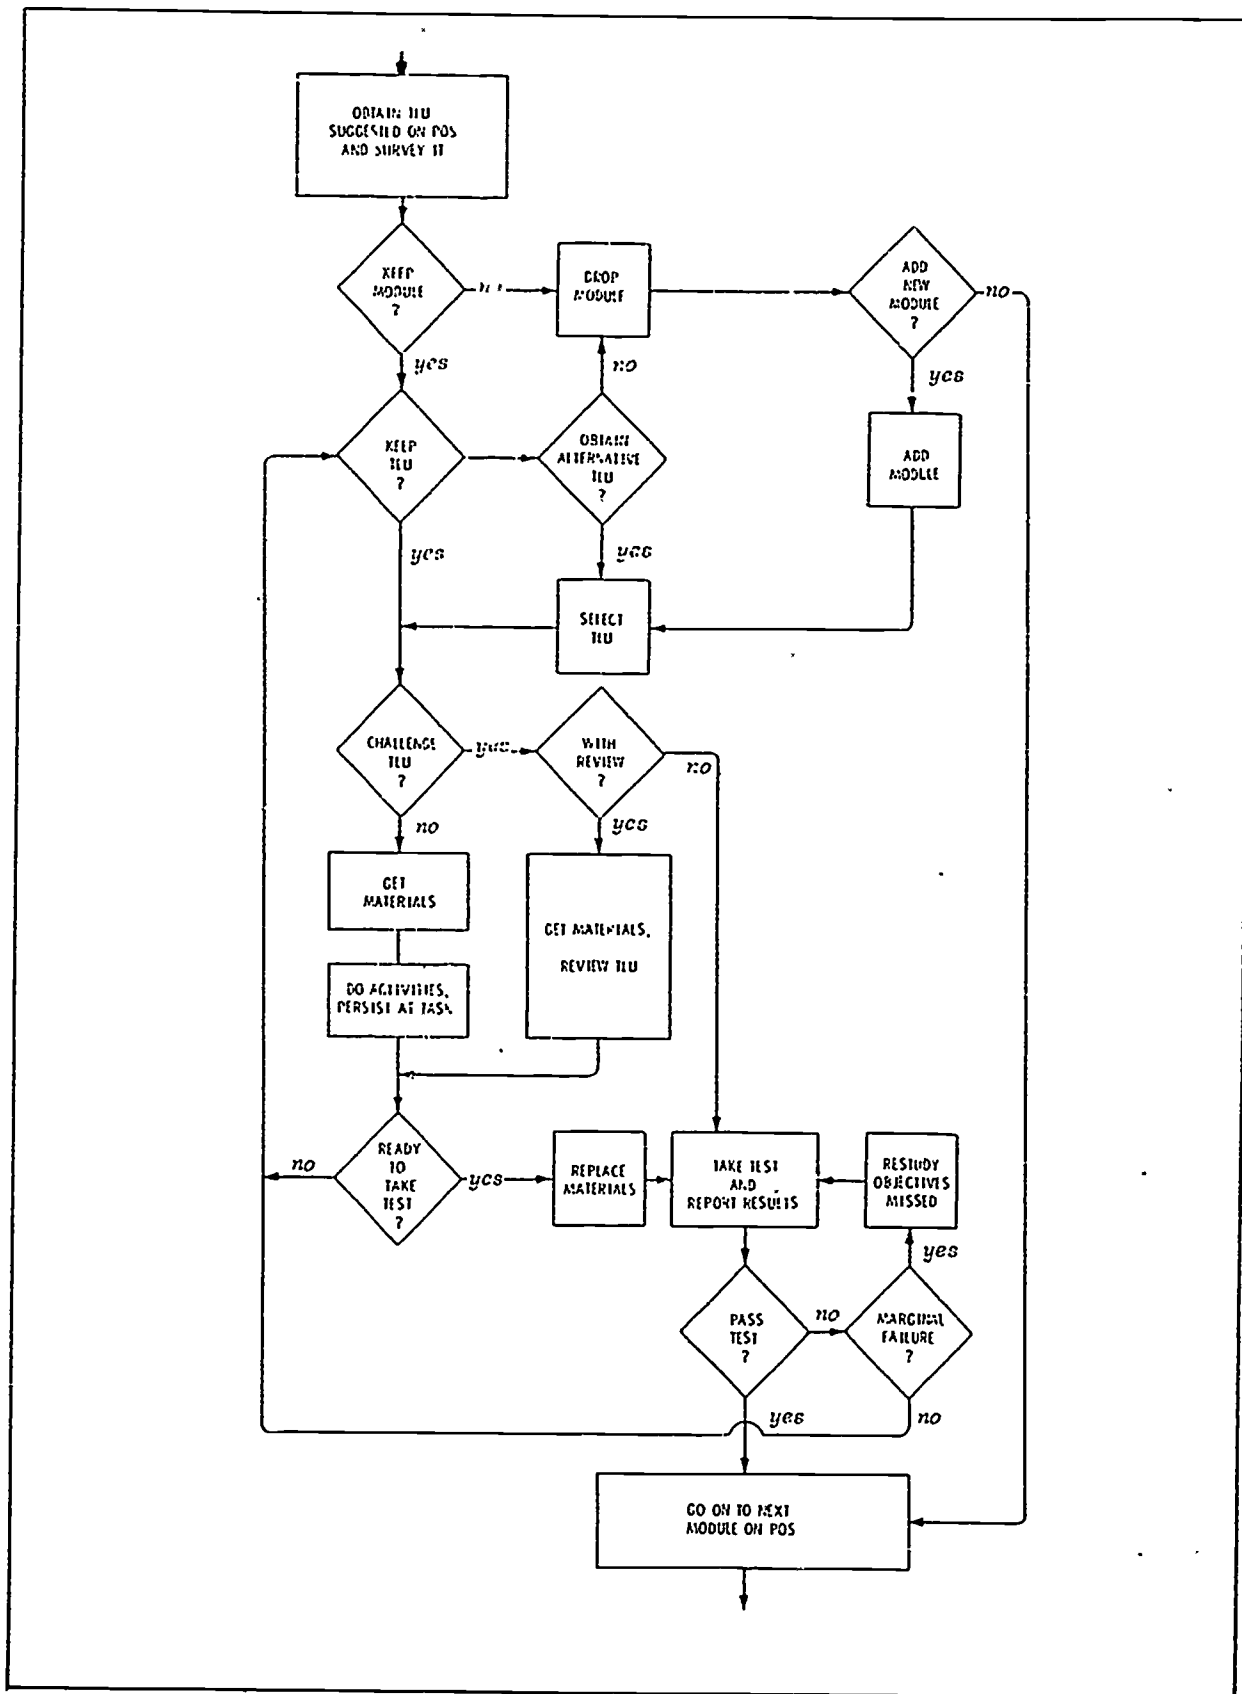 OBTAIN TLU
SUGGESTED ON POS
AND SURVEY IT
KEEP
MODULE
?
DROP
MODULE
ADD
NEW
MODULE
?
no
yes
no
yes
KEEP
TLU
?
OBTAIN
ALTERNATIVE
TLU
?
ADD
MODULE
yes
yes
SELECT
TLU
CHALLENGE
TLU
?
yes
WITH
REVIEW
?
no
no
yes
GET
MATERIALS
GET MATERIALS,
REVIEW TLU
DO ACTIVITIES,
PERSIST AT TASK
READY
TO
TAKE
TEST
?
no
yes
REPLACE
MATERIALS
TAKE TEST
AND
REPORT RESULTS
RESTUDY
OBJECTIVES
MISSED
yes
PASS
TEST
?
no
MARGINAL
FAILURE
?
yes
no
GO ON TO NEXT
MODULE ON POS